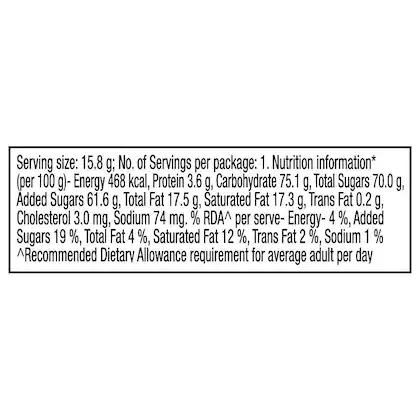 Serving size: 15.8 g; No. of Servings per package: 1. Nutrition information*
(per 100 g)- Energy 468 kcal, Protein 3.6 g, Carbohydrate 75.1 g, Total Sugars 70.0 g,
Added Sugars 61.6 g, Total Fat 17.5 g, Saturated Fat 17.3 g, Trans Fat 0.2 g,
Cholesterol 3.0 mg, Sodium 74 mg. % RDA^ per serve- Energy- 4 %, Added
Sugars 19 %, Total Fat 4 %, Saturated Fat 12 %, Trans Fat 2 %, Sodium 1 %
^Recommended Dietary Allowance requirement for average adult per day